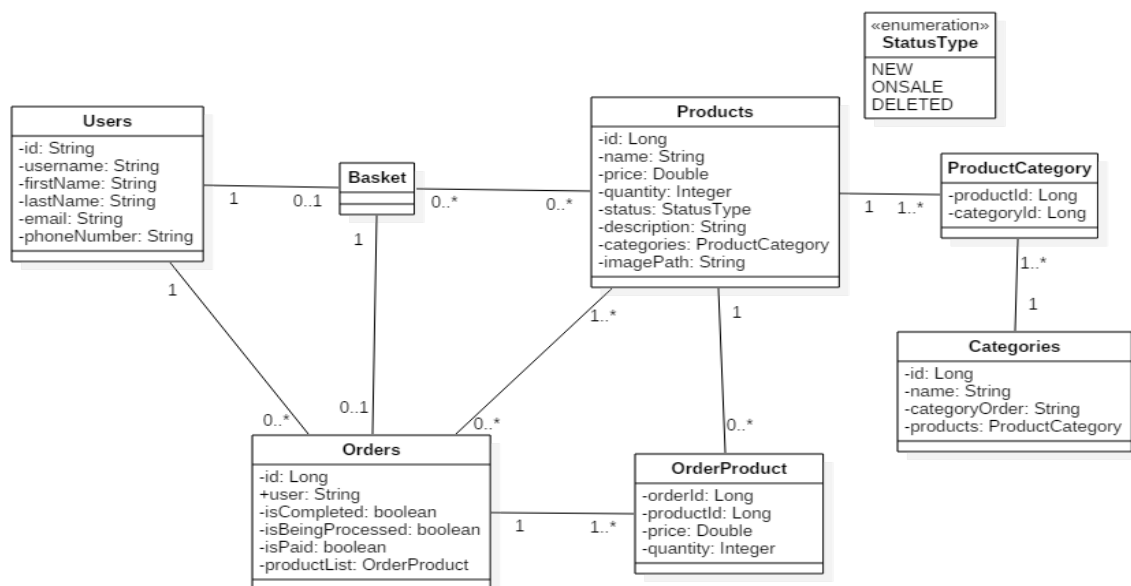 «enumeration»
StatusType
NEW
ONSALE
DELETED
Users
-id: String
-username: String
-firstName: String
-lastName: String
-email: String
-phoneNumber: String
1
0..1
Basket
0..*
0..*
Products
-id: Long
-name: String
-price: Double
-quantity: Integer
-status: StatusType
-description: String
-categories: ProductCategory
-imagePath: String
1
1..*
ProductCategory
-productId: Long
-categoryId: Long
1..*
1
Categories
-id: Long
-name: String
-categoryOrder: String
-products: ProductCategory
1
0..*
1
0..1
1..*
0..*
1
0..*
Orders
-id: Long
+user: String
-isCompleted: boolean
-isBeingProcessed: boolean
-isPaid: boolean
-productList: OrderProduct
1
1..*
OrderProduct
-orderId: Long
-productId: Long
-price: Double
-quantity: Integer